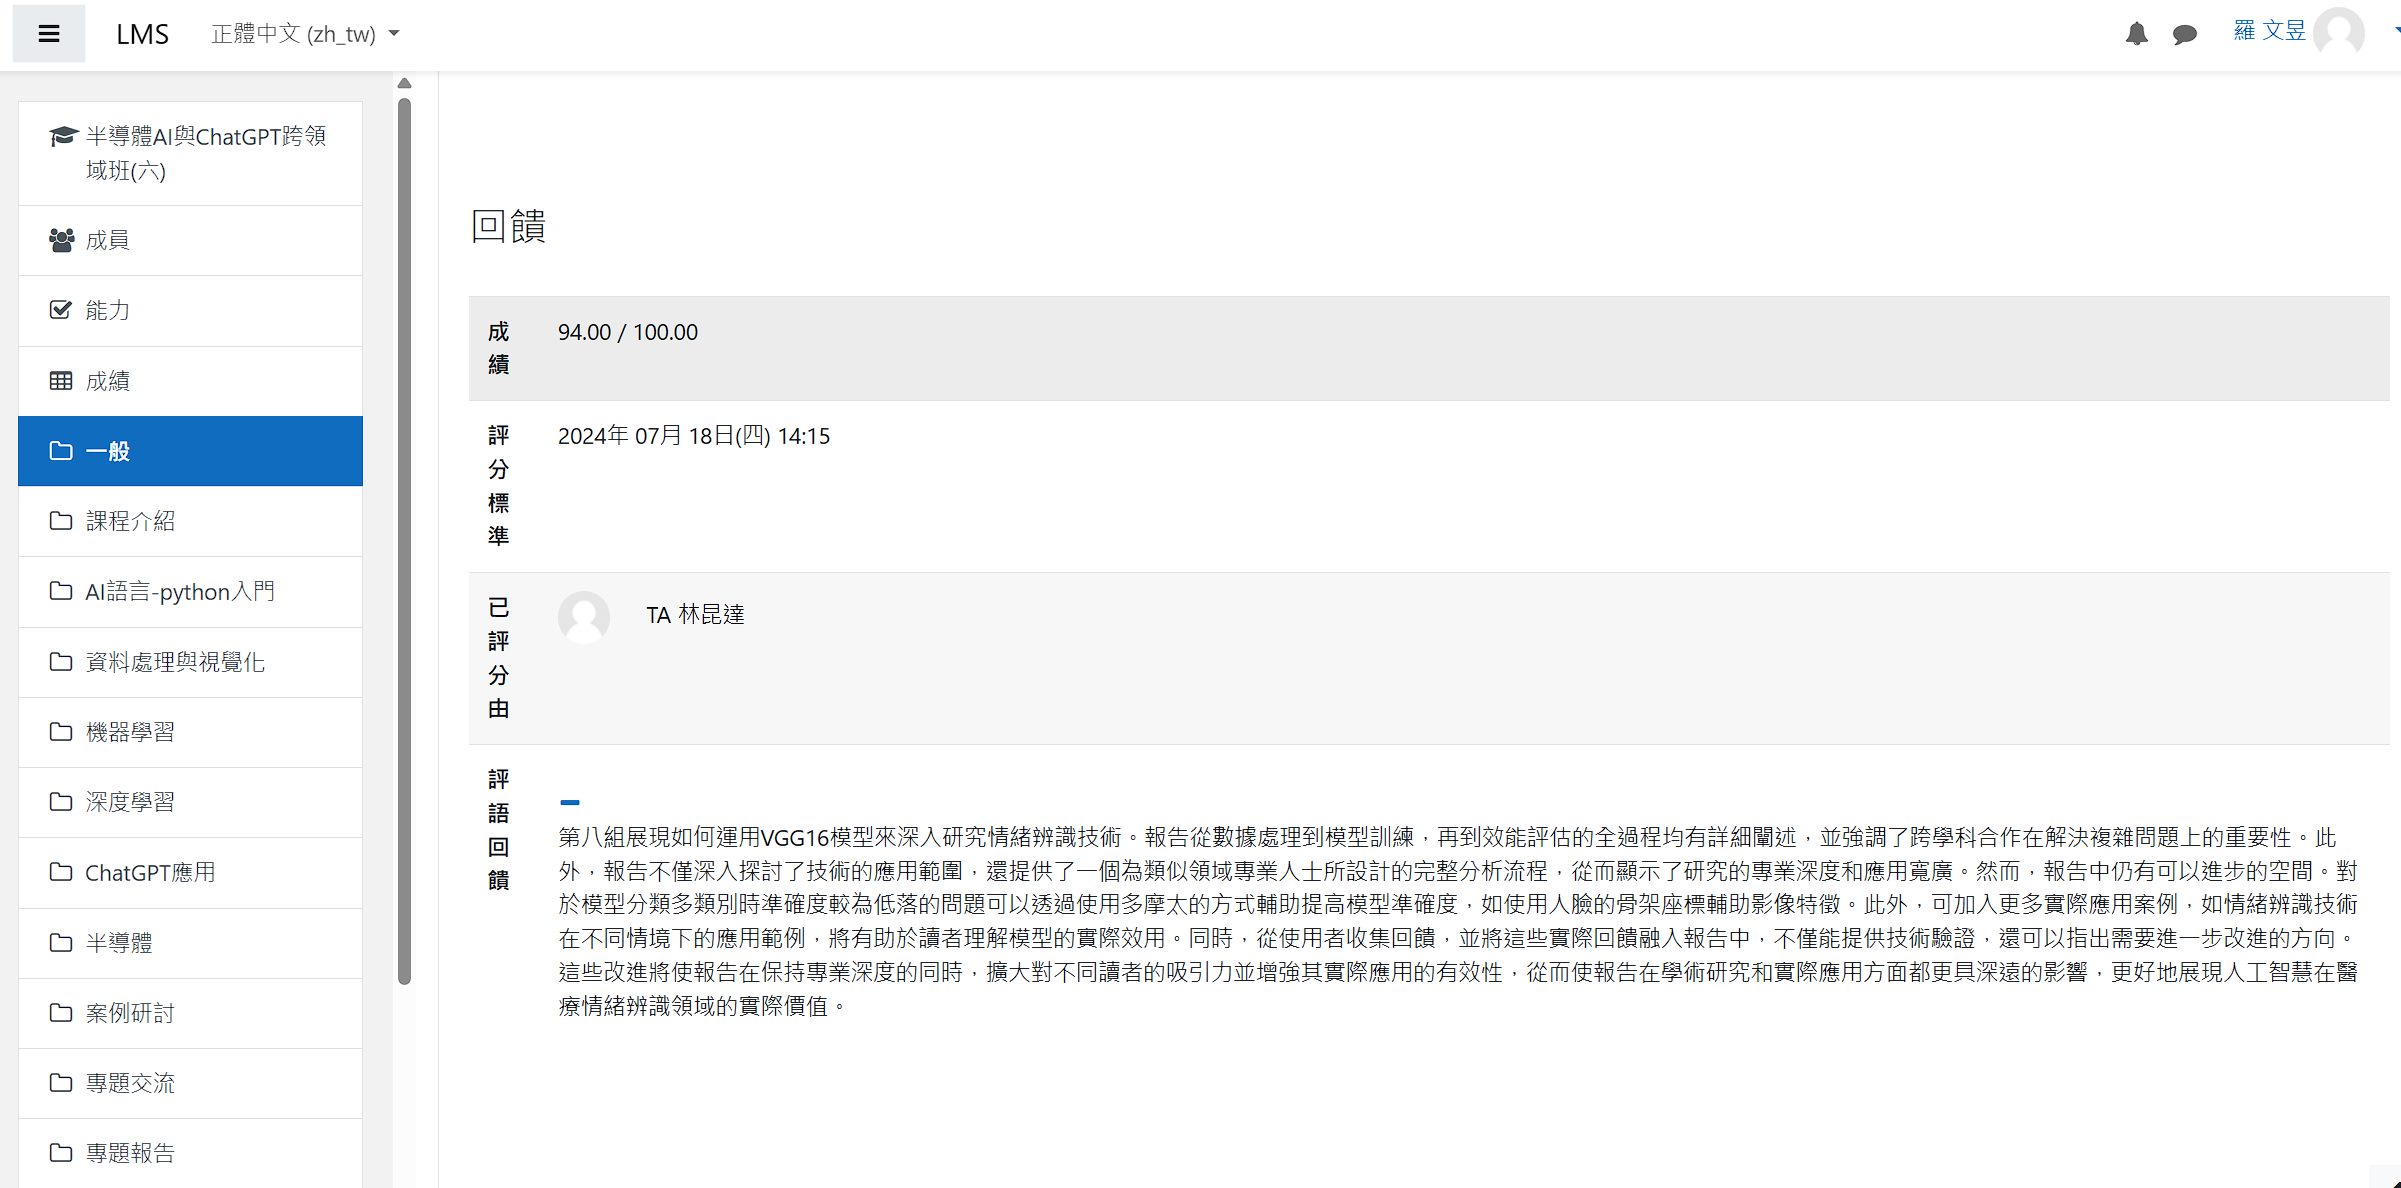 LMS
正體中文 (zh_tw)
羅 文昱
半導體AI與ChatGPT跨領
域班(六)
成員
能力
成績
一般
課程介紹
AI語言-python入門
資料處理與視覺化
機器學習
深度學習
ChatGPT應用
半導體
案例研討
專題交流
專題報告
回饋
成績
94.00 / 100.00
評分標準
2024年 07月 18日(四) 14:15
已評分由
TA 林昆達
評語回饋
第八組展現如何運用VGG16模型來深入研究情緒辨識技術。報告從數據處理到模型訓練，再到效能評估的全過程均有詳細闡述，並強調了跨學科合作在解決複雜問題上的重要性。此
外，報告不僅深入探討了技術的應用範圍，還提供了一個為類似領域專業人士所設計的完整分析流程，從而顯示了研究的專業深度和應用寬廣。然而，報告中仍有可以進步的空間。對
於模型分類多類別時準確度較為低落的問題可以透過使用多摩太的方式輔助提高模型準確度，如使用人臉的骨架座標輔助影像特徵。此外，可加入更多實際應用案例，如情緒辨識技術
在不同情境下的應用範例，將有助於讀者理解模型的實際效用。同時，從使用者收集回饋，並將這些實際回饋融入報告中，不僅能提供技術驗證，還可以指出需要進一步改進的方向。
這些改進將使報告在保持專業深度的同時，擴大對不同讀者的吸引力並增強其實際應用的有效性，從而使報告在學術研究和實際應用方面都更具深遠的影響，更好地展現人工智慧在醫
療情緒辨識領域的實際價值。